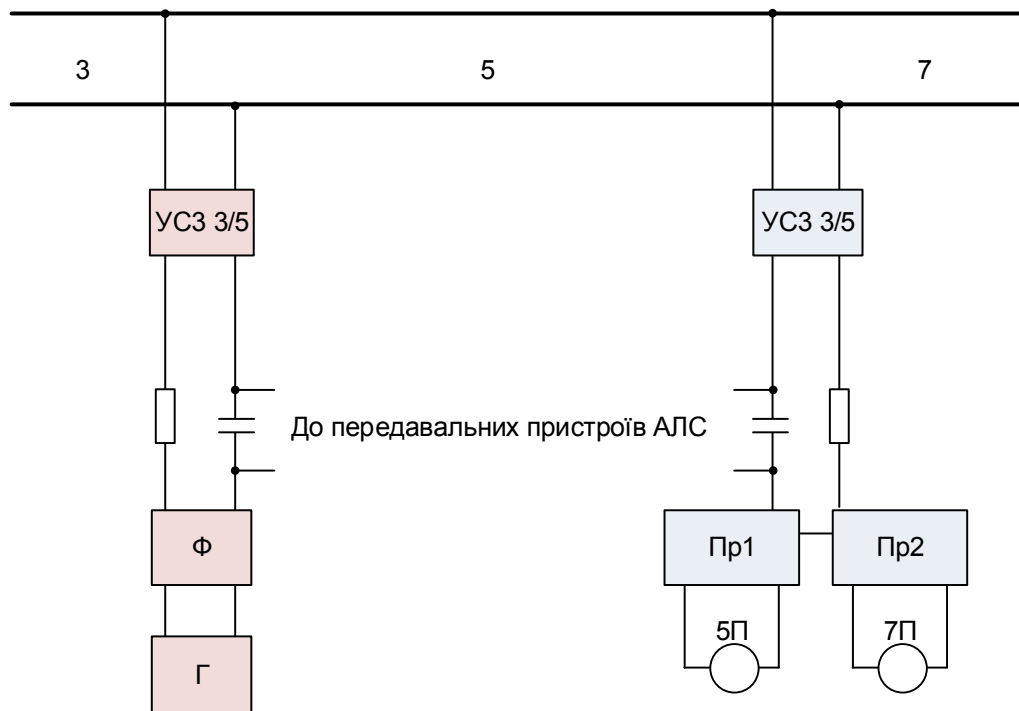 3 5 7
УСЗ 3/5 УСЗ 3/5
До передавальних пристроїв АЛС
Ф Пр1 Пр2
5П 7П
Г